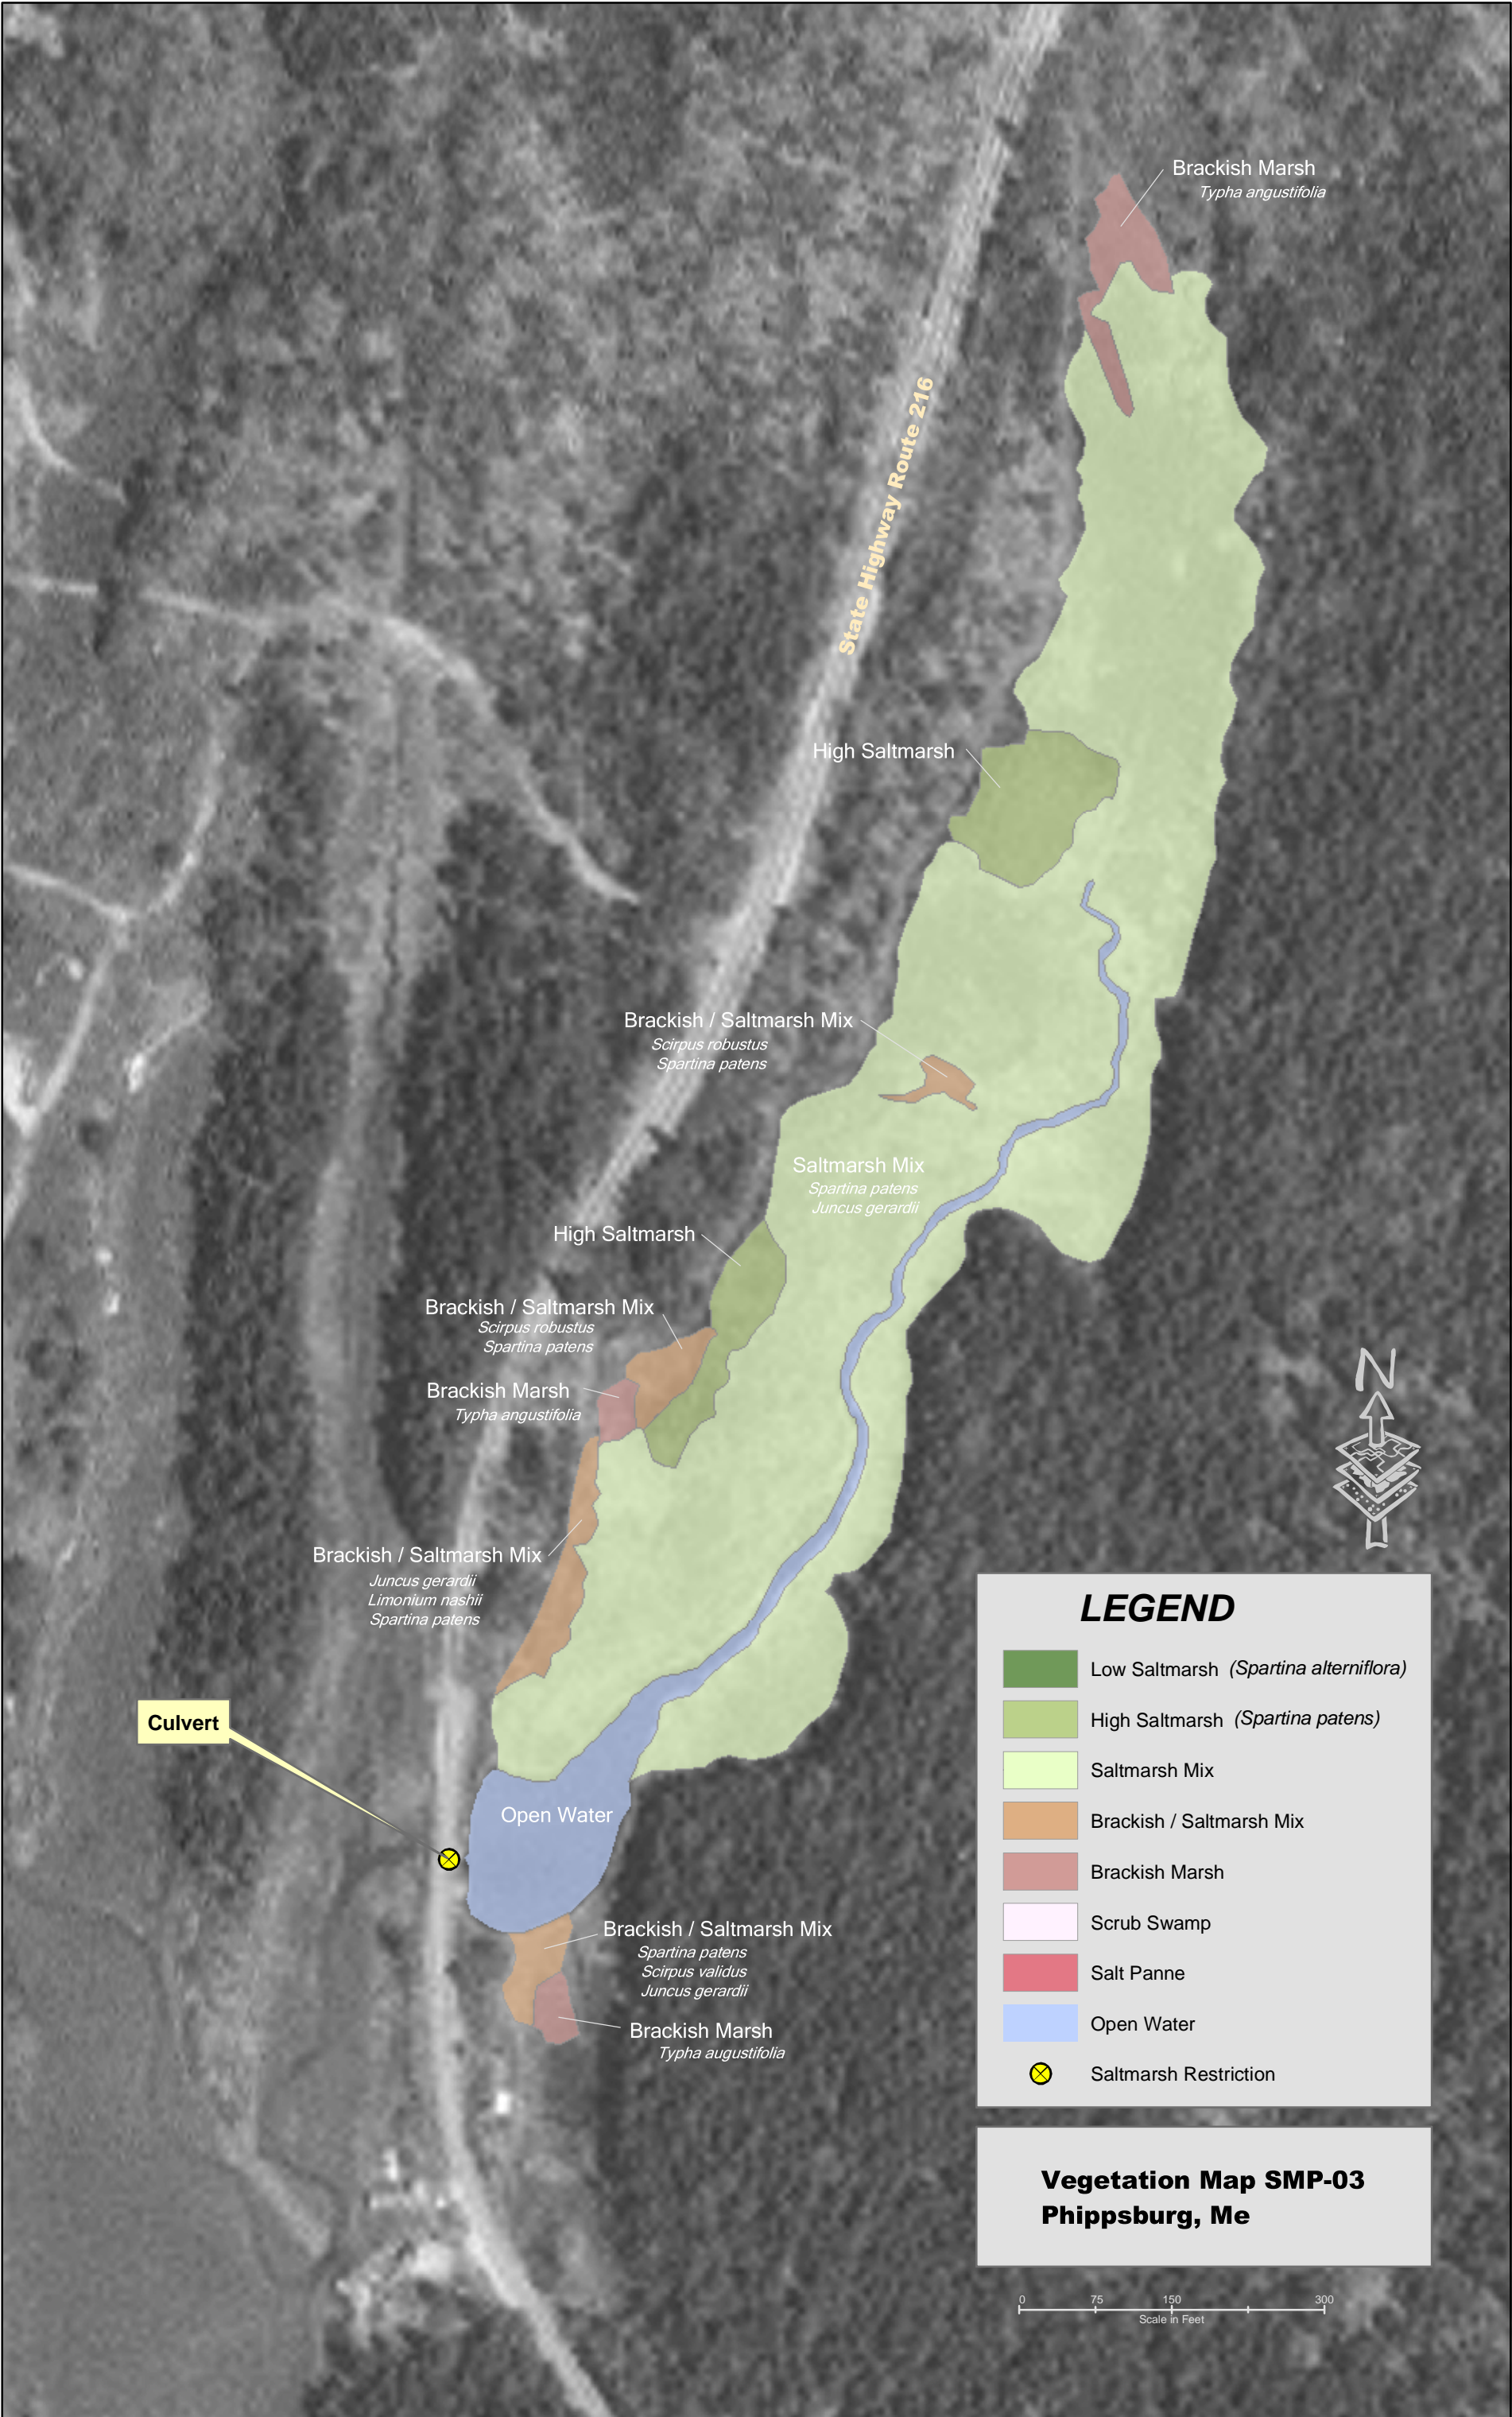 Brackish Marsh
Typha angustifolia
State Highway Route 216
High Saltmarsh
Brackish / Saltmarsh Mix
Scirpus robustus
Spartina patens
Saltmarsh Mix
Spartina patens
Juncus gerardii
High Saltmarsh
Brackish / Saltmarsh Mix
Scirpus robustus
Spartina patens
Brackish Marsh
Typha angustifolia
Brackish / Saltmarsh Mix
Juncus gerardii
Limonium nashii
Spartina patens
Culvert
Open Water
Brackish / Saltmarsh Mix
Spartina patens
Scirpus validus
Juncus gerardii
Brackish Marsh
Typha augustifolia
N
LEGEND
Low Saltmarsh (Spartina alterniflora)
High Saltmarsh (Spartina patens)
Saltmarsh Mix
Brackish / Saltmarsh Mix
Brackish Marsh
Scrub Swamp
Salt Panne
Open Water
Saltmarsh Restriction
Vegetation Map SMP-03
Phippsburg, Me
0 75 150 300
Scale in Feet